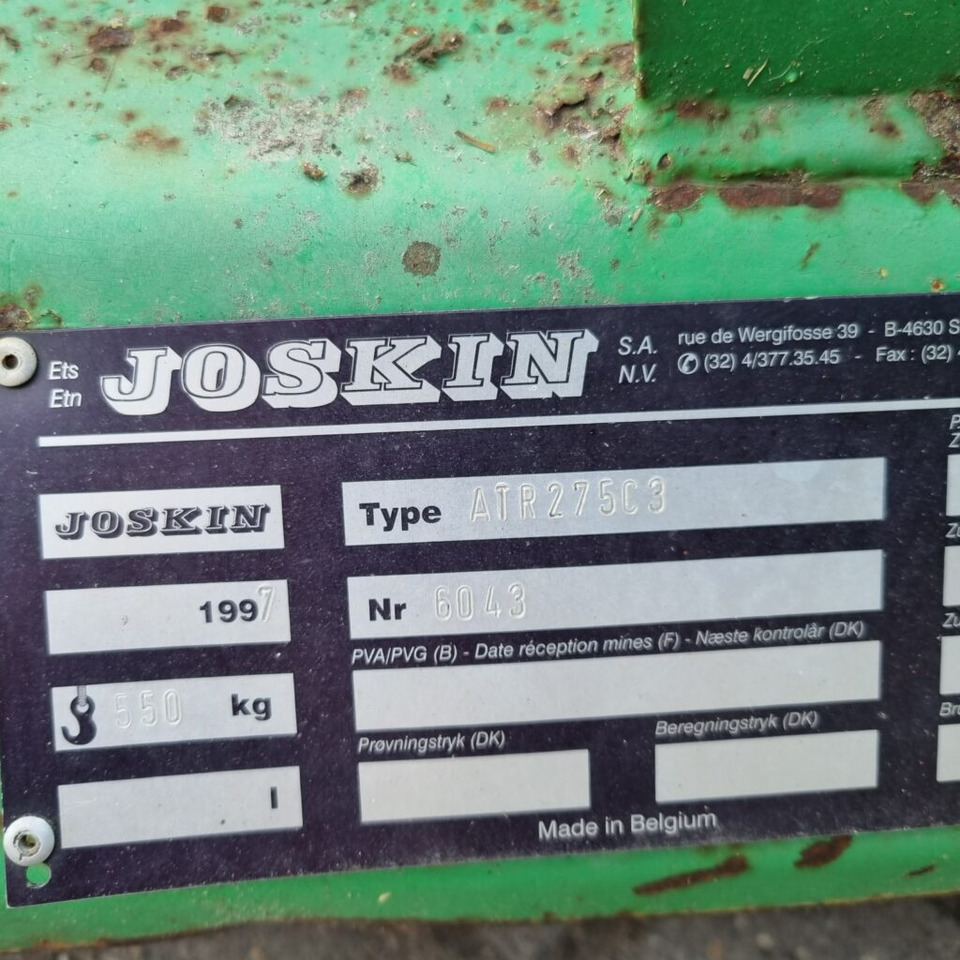 Ets
Etn
JOSKIN
S.A.
N.V.
rue de Wergifosse 39 - B-4630 S
✆ (32) 4/377.35.45 - Fax : (32)
JOSKIN
Type ATR275C3
1997
Nr 6043
PVA/PVG (B) - Date réception mines (F) - Næste kontrolår (DK)
550 kg
Prøvningstryk (DK)
Beregningstryk (DK)
l
Made in Belgium
Zu
Zu